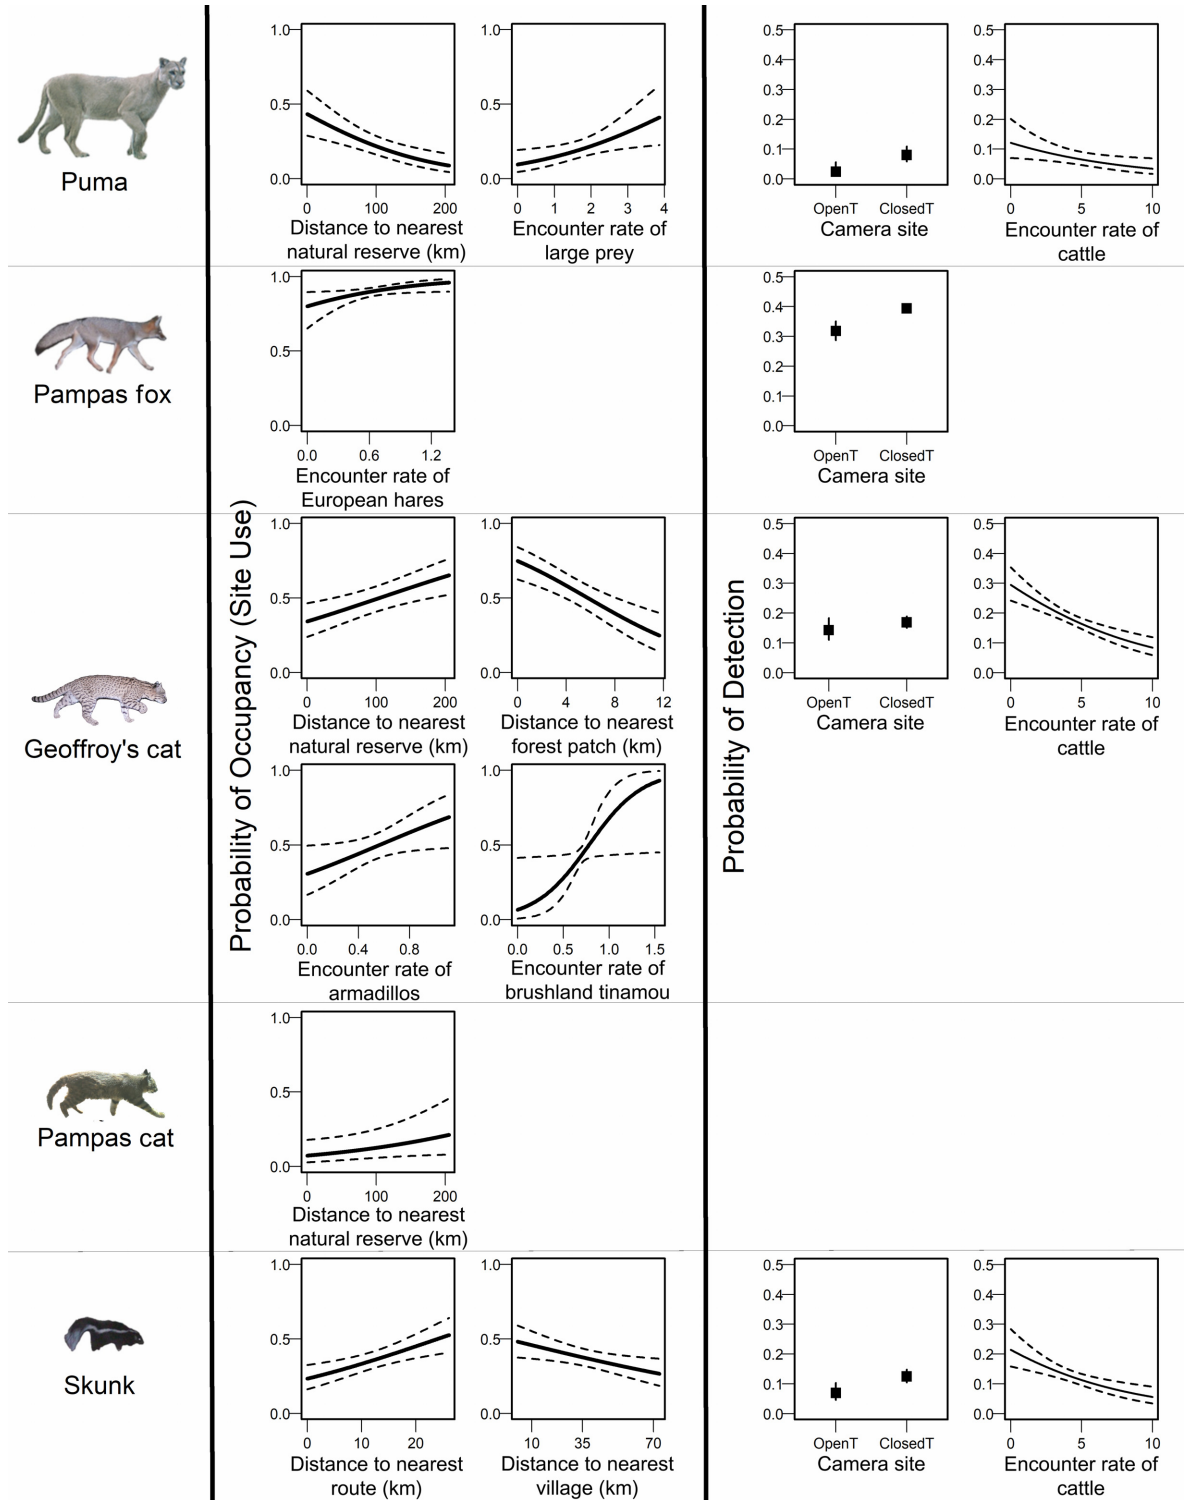 1.0
0.5
0.0
0 100 200
Distance to nearest
natural reserve (km)
1.0
0.5
0.0
0 1 2 3 4
Encounter rate of
large prey
0.5
0.4
0.3
0.2
0.1
0.0
OpenT ClosedT
Camera site
0.5
0.4
0.3
0.2
0.1
0.0
0 5 10
Encounter rate of
cattle
Puma
1.0
0.5
0.0
0.0 0.6 1.2
Encounter rate of
European hares
0.5
0.4
0.3
0.2
0.1
0.0
OpenT ClosedT
Camera site
Pampas fox
Probability of Occupancy (Site Use)
Probability of Detection
1.0
0.5
0.0
0 100 200
Distance to nearest
natural reserve (km)
1.0
0.5
0.0
0 4 8 12
Distance to nearest
forest patch (km)
0.5
0.4
0.3
0.2
0.1
0.0
OpenT ClosedT
Camera site
0.5
0.4
0.3
0.2
0.1
0.0
0 5 10
Encounter rate of
cattle
Geoffroy's cat
1.0
0.5
0.0
0.0 0.4 0.8
Encounter rate of
armadillos
1.0
0.5
0.0
0.0 0.5 1.0 1.5
Encounter rate of
brushland tinamou
1.0
0.5
0.0
0 100 200
Distance to nearest
natural reserve (km)
Pampas cat
1.0
0.5
0.0
0 10 20
Distance to nearest
route (km)
1.0
0.5
0.0
10 35 70
Distance to nearest
village (km)
0.5
0.4
0.3
0.2
0.1
0.0
OpenT ClosedT
Camera site
0.5
0.4
0.3
0.2
0.1
0.0
0 5 10
Encounter rate of
cattle
Skunk